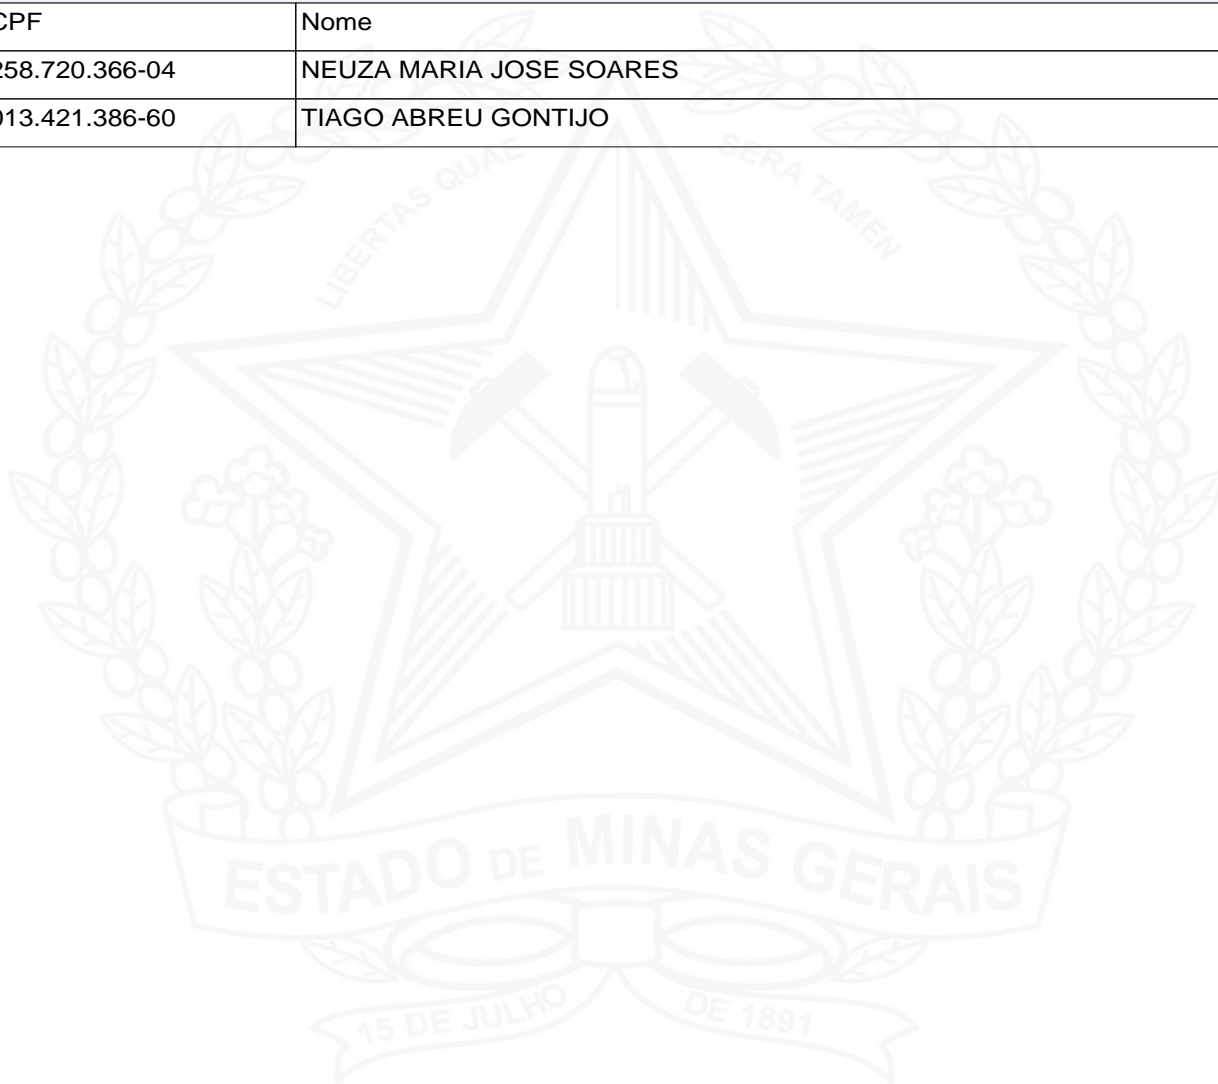 CPF Nome
258.720.366-04 NEUZA MARIA JOSE SOARES
013.421.386-60 TIAGO ABREU GONTIJO
LIBERTAS QUAE SERA TAMEN
ESTADO DE MINAS GERAIS
15 DE JULHO DE 1891